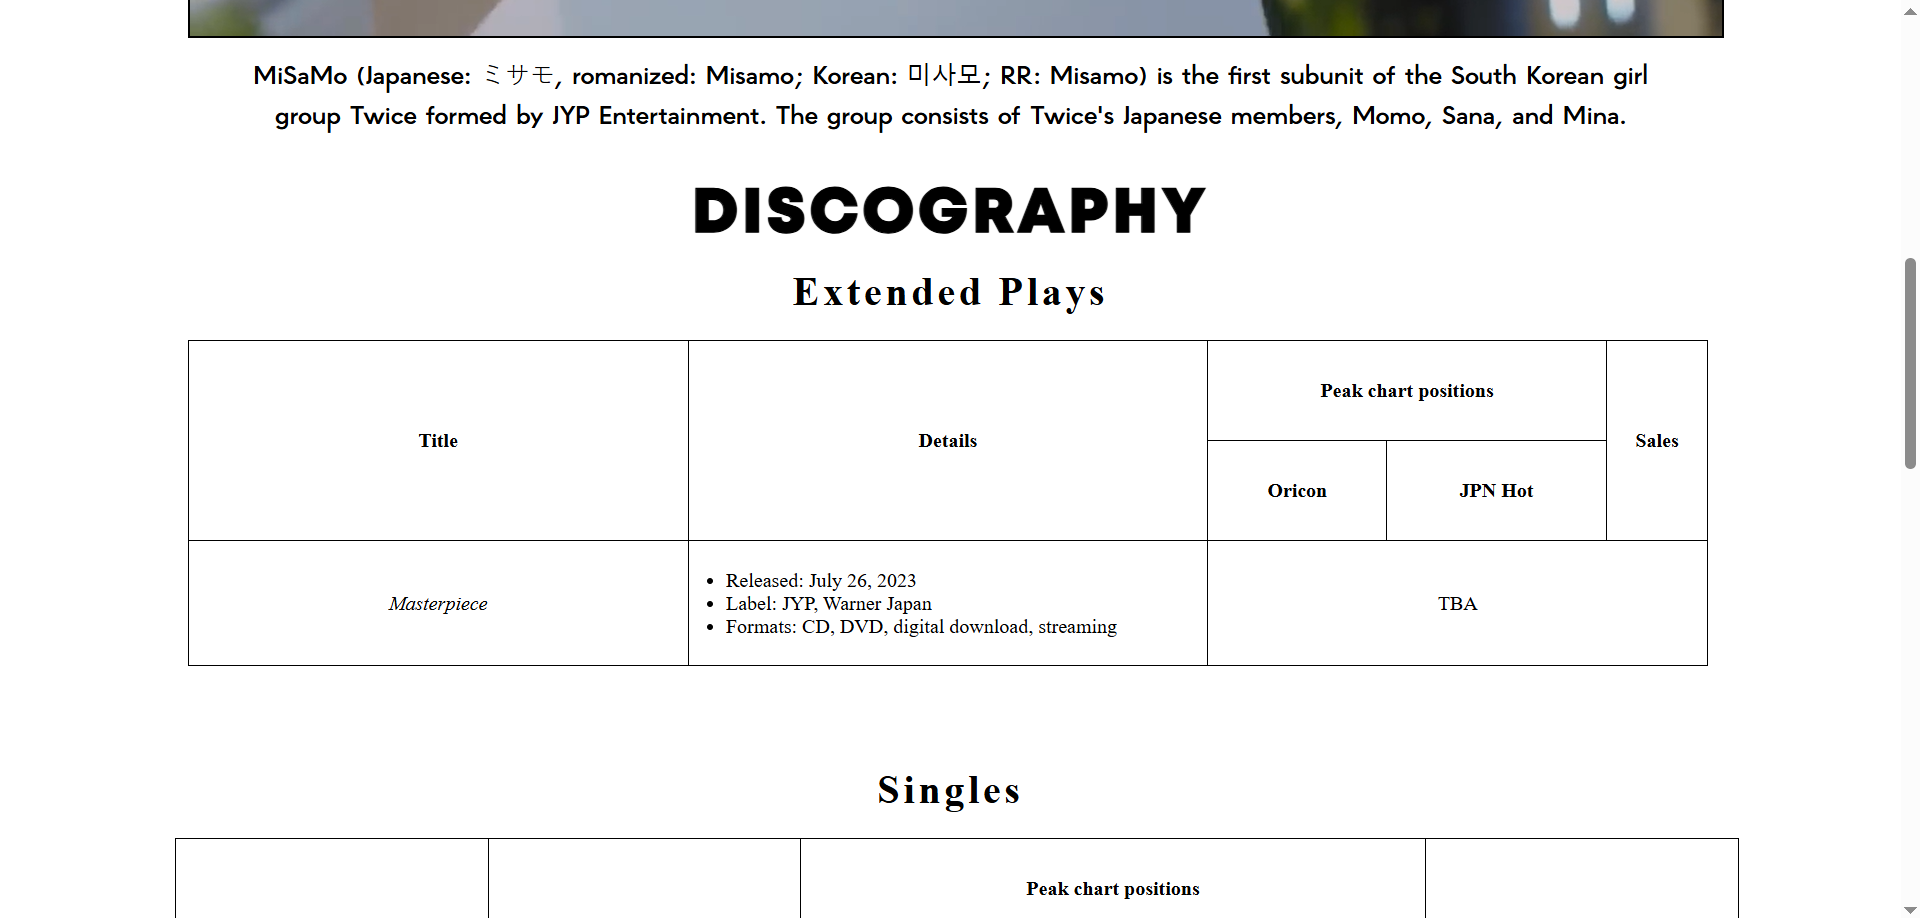 MiSaMo (Japanese: ミサモ, romanized: Misamo; Korean: 미사모; RR: Misamo) is the first subunit of the South Korean girl
group Twice formed by JYP Entertainment. The group consists of Twice's Japanese members, Momo, Sana, and Mina.
DISCOGRAPHY
Extended Plays
Title
Details
Peak chart positions
Sales
Oricon
JPN Hot
Masterpiece
• Released: July 26, 2023
• Label: JYP, Warner Japan
• Formats: CD, DVD, digital download, streaming
TBA
Singles
Peak chart positions